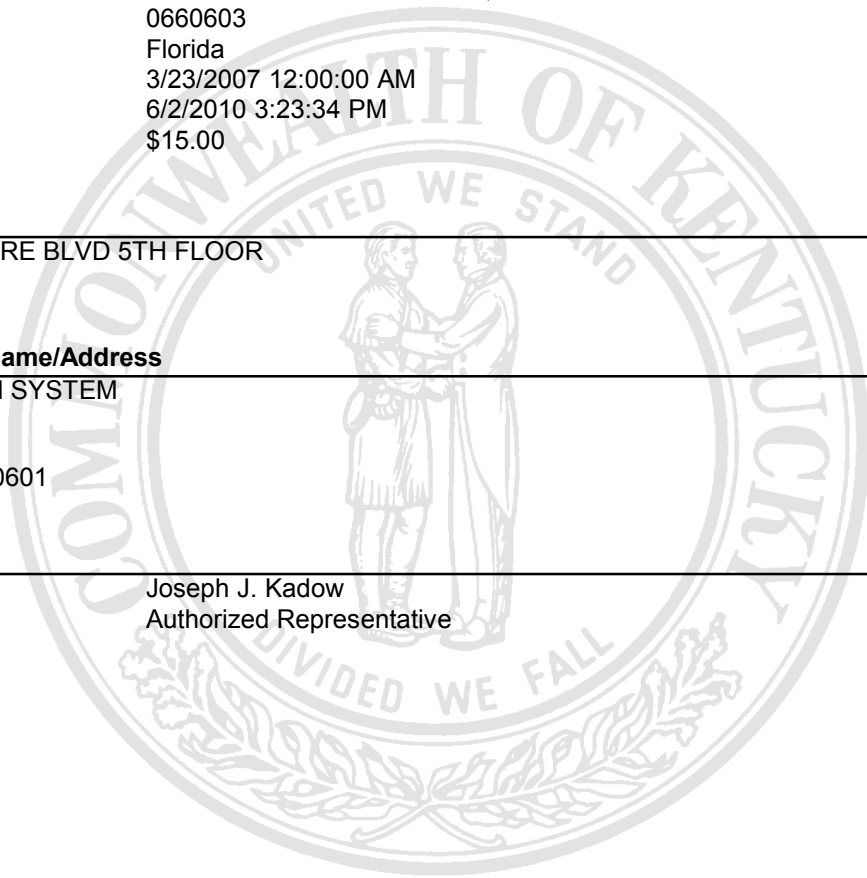 0660603
Florida
3/23/2007 12:00:00 AM
6/2/2010 3:23:34 PM
$15.00
RE BLVD 5TH FLOOR
ame/Address
SYSTEM
0601
Joseph J. Kadow
Authorized Representative
COMMONWEALTH OF KENTUCKY
UNITED WE STAND
DIVIDED WE FALL